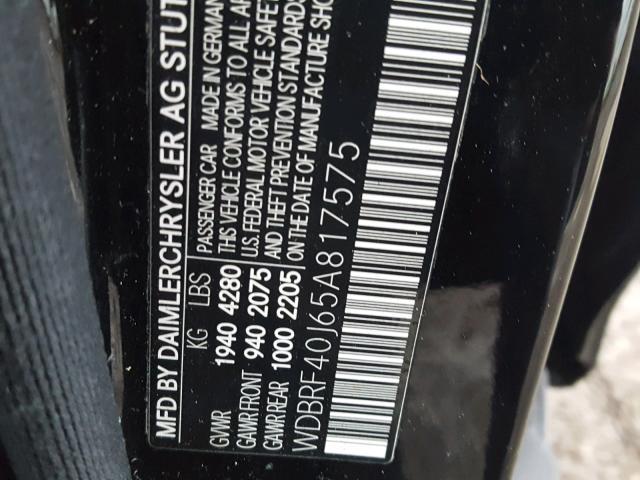 MFD BY DAIMLERCHRYSLER AG STUT
KG LBS
GVWR 1940 4280
GAWR FRONT 940 2075
GAWR REAR 1000 2205
PASSENGER CAR MADE IN GERMANY
THIS VEHICLE CONFORMS TO ALL AP
U.S. FEDERAL MOTOR VEHICLE SAFET
AND THEFT PREVENTION STANDARDS
ON THE DATE OF MANUFACTURE SHO
WDBRF40J65A817575